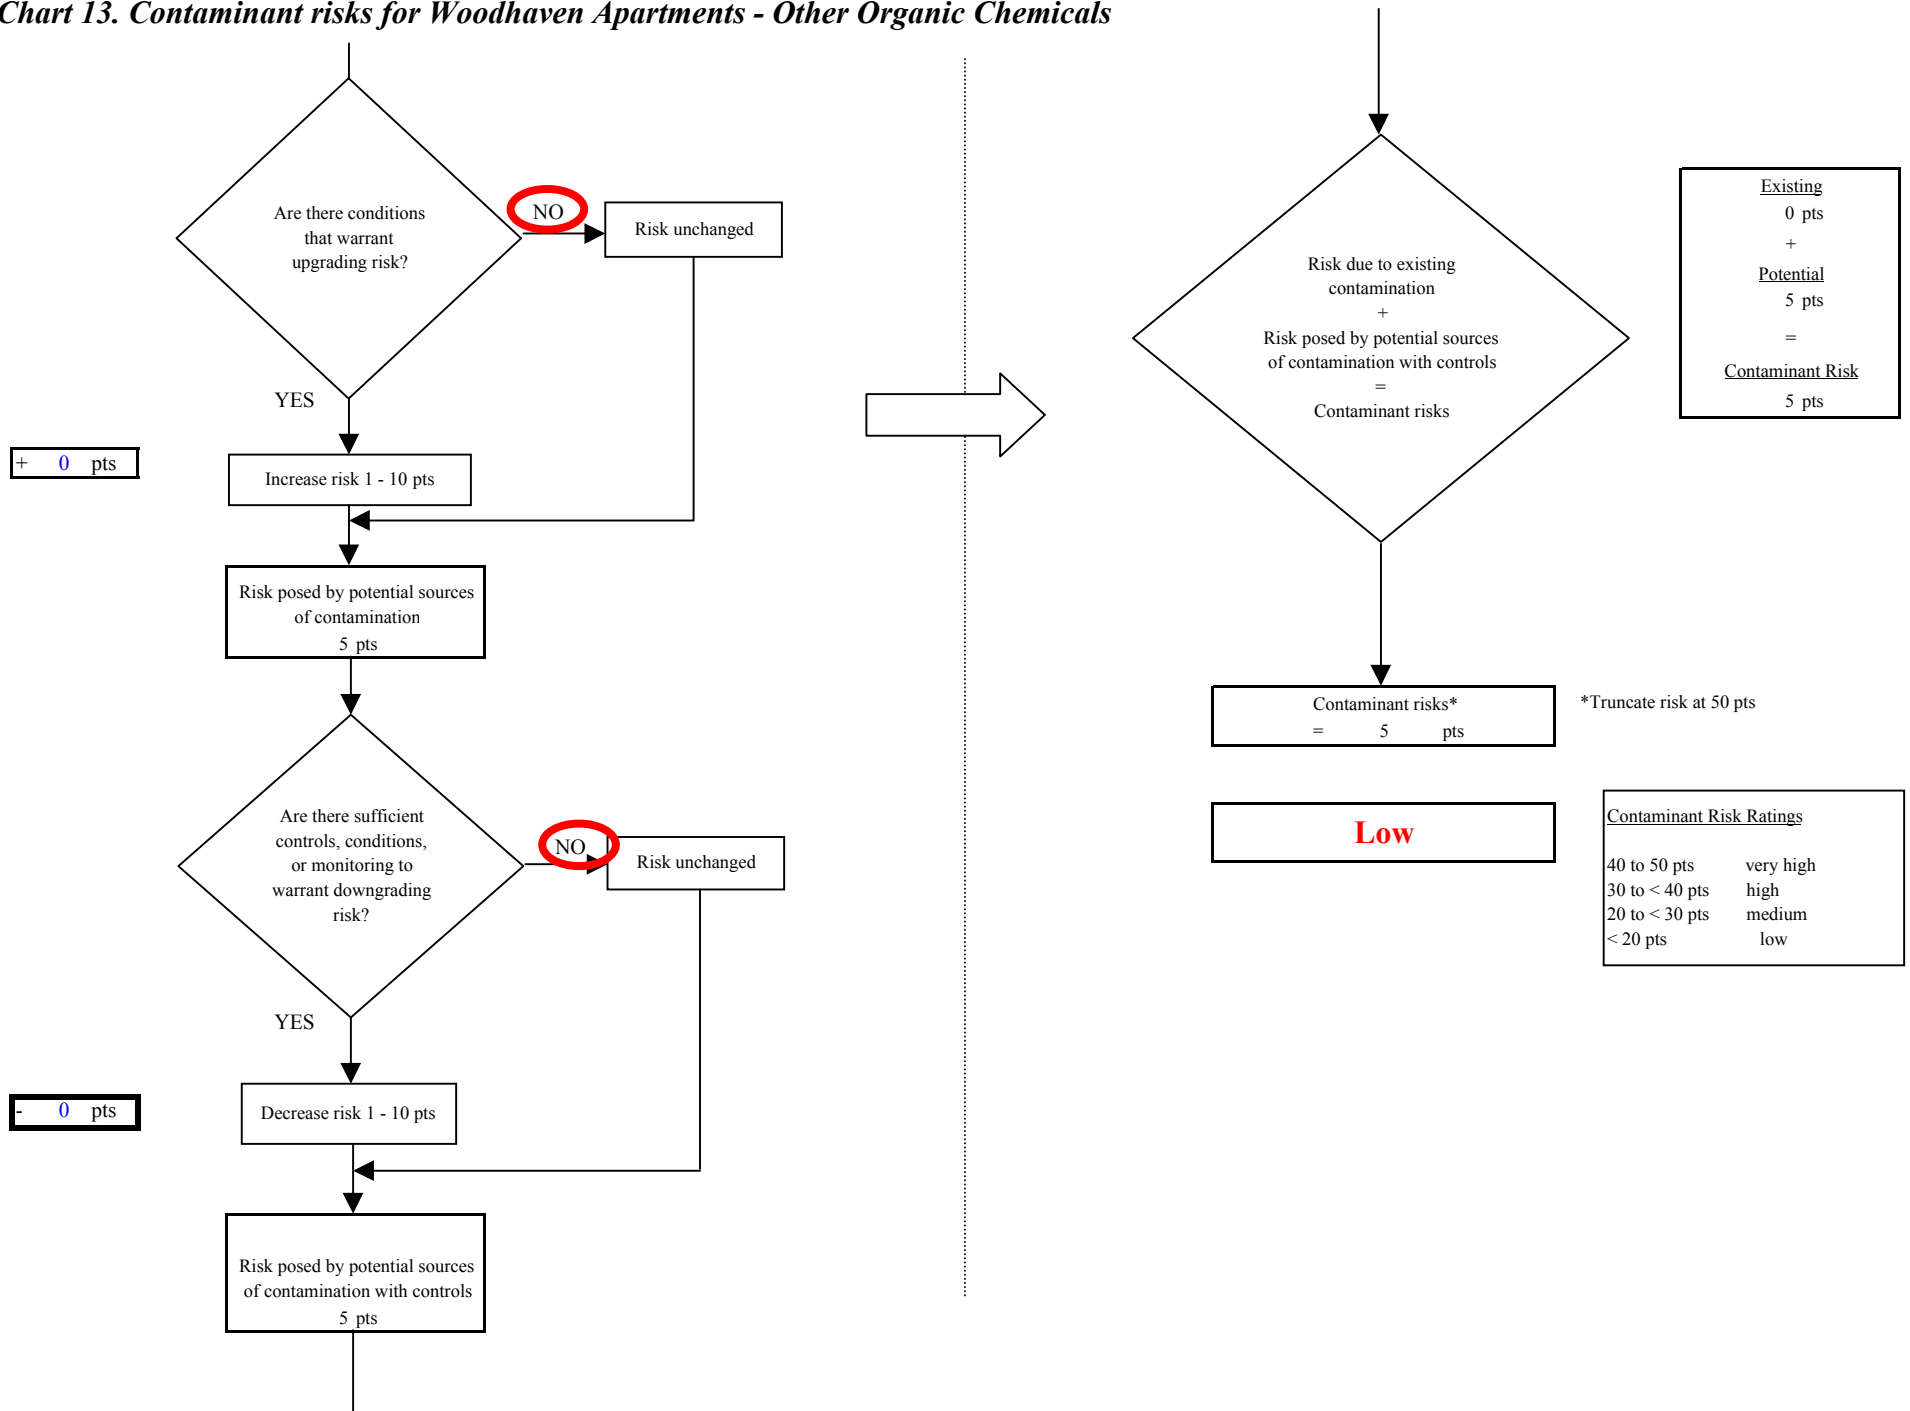 Chart 13. Contaminant risks for Woodhaven Apartments - Other Organic Chemicals
Are there conditions
that warrant
upgrading risk?
NO
Risk unchanged
YES
+ 0 pts
Increase risk 1 - 10 pts
Risk posed by potential sources
of contamination
5 pts
Are there sufficient
controls, conditions,
or monitoring to
warrant downgrading
risk?
NO
Risk unchanged
YES
- 0 pts
Decrease risk 1 - 10 pts
Risk posed by potential sources
of contamination with controls
5 pts
Risk due to existing
contamination
+
Risk posed by potential sources
of contamination with controls
=
Contaminant risks
Existing
0 pts
+
Potential
5 pts
=
Contaminant Risk
5 pts
Contaminant risks*
= 5 pts
*Truncate risk at 50 pts
Low
Contaminant Risk Ratings
40 to 50 pts very high
30 to < 40 pts high
20 to < 30 pts medium
< 20 pts low